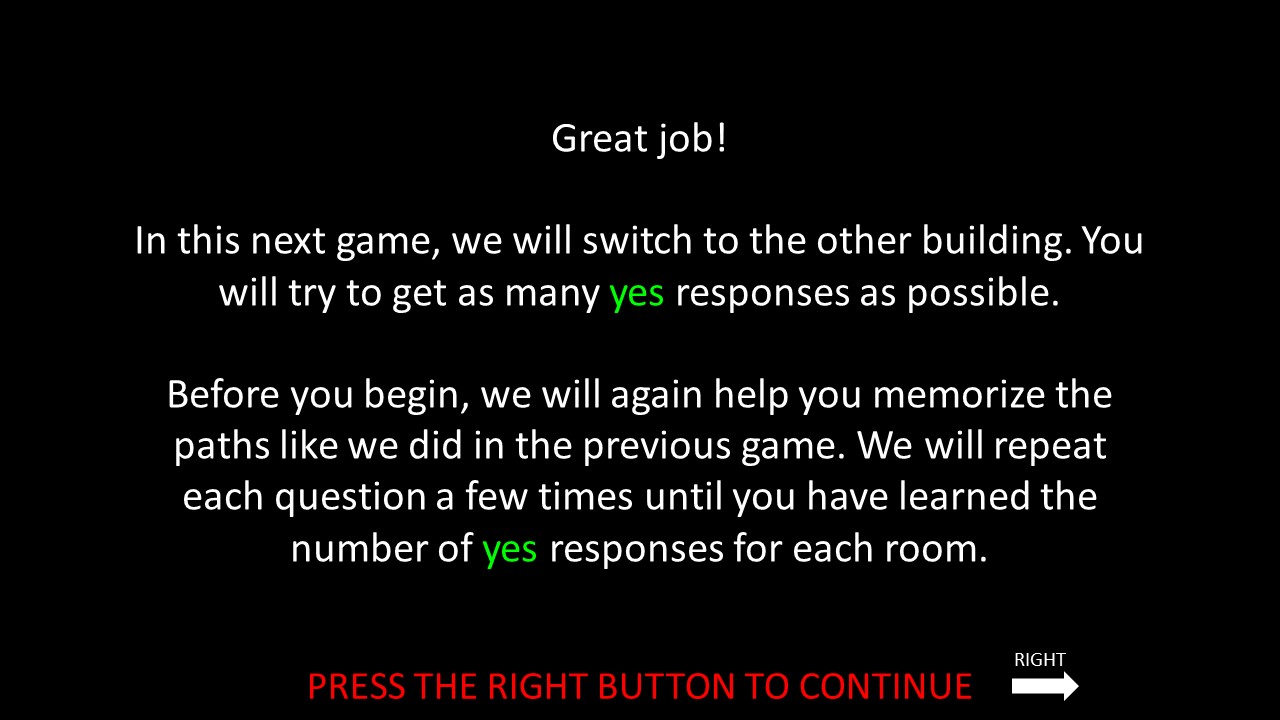 Great job!
In this next game, we will switch to the other building. You
will try to get as many yes responses as possible.
Before you begin, we will again help you memorize the
paths like we did in the previous game. We will repeat
each question a few times until you have learned the
number of yes responses for each room.
RIGHT
PRESS THE RIGHT BUTTON TO CONTINUE